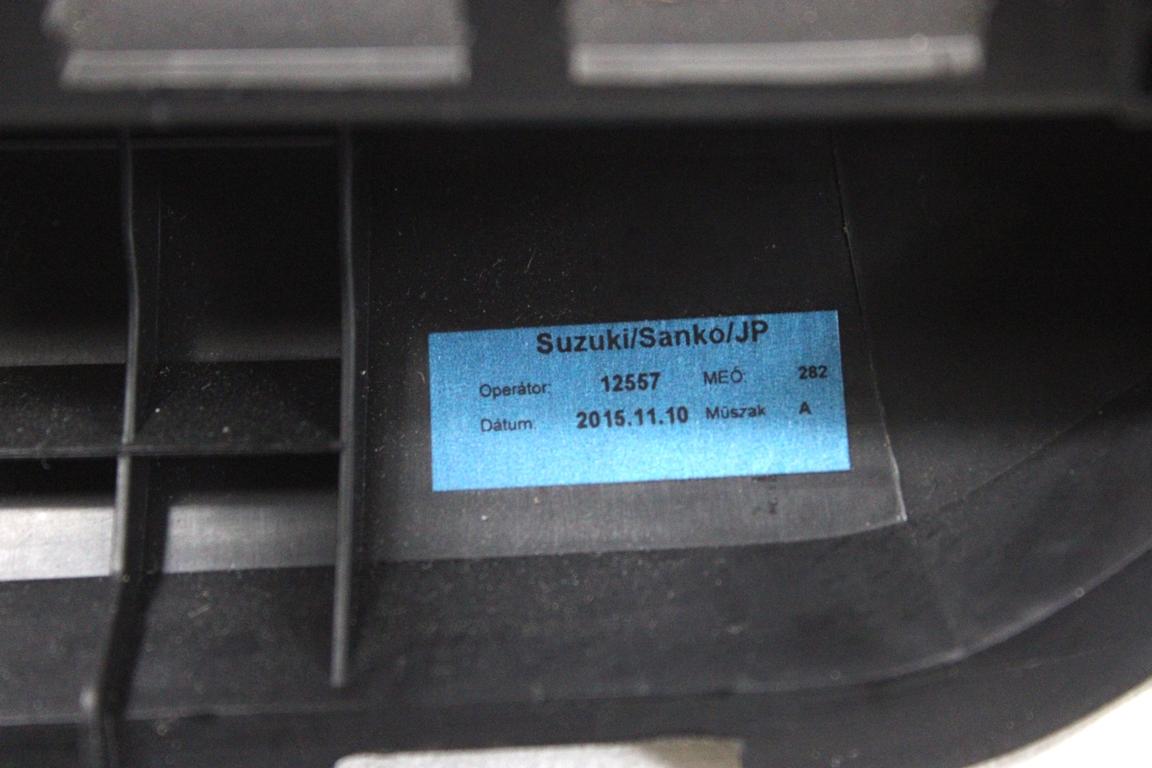 Suzuki/Sanko/JP
Operátor: 12557 MEÓ: 282
Dátum: 2015.11.10 Műszak A